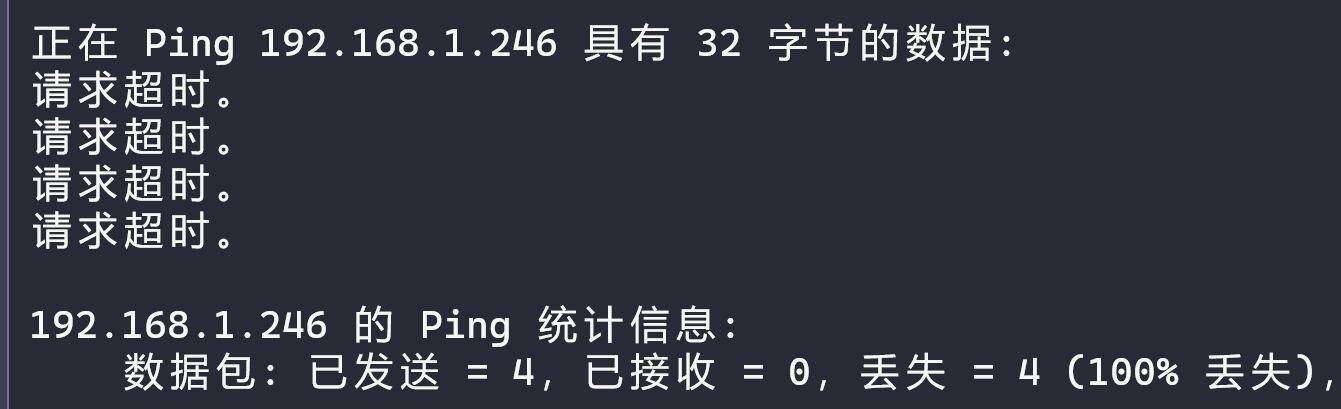 正在 Ping 192.168.1.246 具有 32 字节的数据:
请求超时。
请求超时。
请求超时。
请求超时。
192.168.1.246 的 Ping 统计信息:
数据包: 已发送 = 4, 已接收 = 0, 丢失 = 4 (100% 丢失),